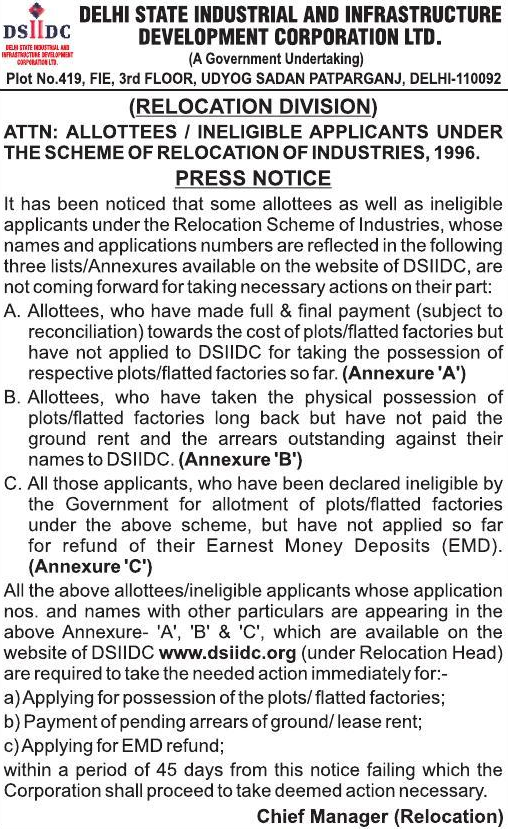 DSIIDC
DELHI STATE INDUSTRIAL AND
INFRASTRUCTURE DEVELOPMENT
CORPORATION LTD.
DELHI STATE INDUSTRIAL AND INFRASTRUCTURE
DEVELOPMENT CORPORATION LTD.
(A Government Undertaking)
Plot No.419, FIE, 3rd FLOOR, UDYOG SADAN PATPARGANJ, DELHI-110092
(RELOCATION DIVISION)
ATTN: ALLOTTEES / INELIGIBLE APPLICANTS UNDER
THE SCHEME OF RELOCATION OF INDUSTRIES, 1996.
PRESS NOTICE
It has been noticed that some allottees as well as ineligible
applicants under the Relocation Scheme of Industries, whose
names and applications numbers are reflected in the following
three lists/Annexures available on the website of DSIIDC, are
not coming forward for taking necessary actions on their part:
A. Allottees, who have made full & final payment (subject to
reconciliation) towards the cost of plots/flatted factories but
have not applied to DSIIDC for taking the possession of
respective plots/flatted factories so far. (Annexure 'A')
B. Allottees, who have taken the physical possession of
plots/flatted factories long back but have not paid the
ground rent and the arrears outstanding against their
names to DSIIDC. (Annexure 'B')
C. All those applicants, who have been declared ineligible by
the Government for allotment of plots/flatted factories
under the above scheme, but have not applied so far
for refund of their Earnest Money Deposits (EMD).
(Annexure 'C')
All the above allottees/ineligible applicants whose application
nos. and names with other particulars are appearing in the
above Annexure- 'A', 'B' & 'C', which are available on the
website of DSIIDC www.dsiidc.org (under Relocation Head)
are required to take the needed action immediately for:-
a) Applying for possession of the plots/ flatted factories;
b) Payment of pending arrears of ground/ lease rent;
c) Applying for EMD refund;
within a period of 45 days from this notice failing which the
Corporation shall proceed to take deemed action necessary.
Chief Manager (Relocation)